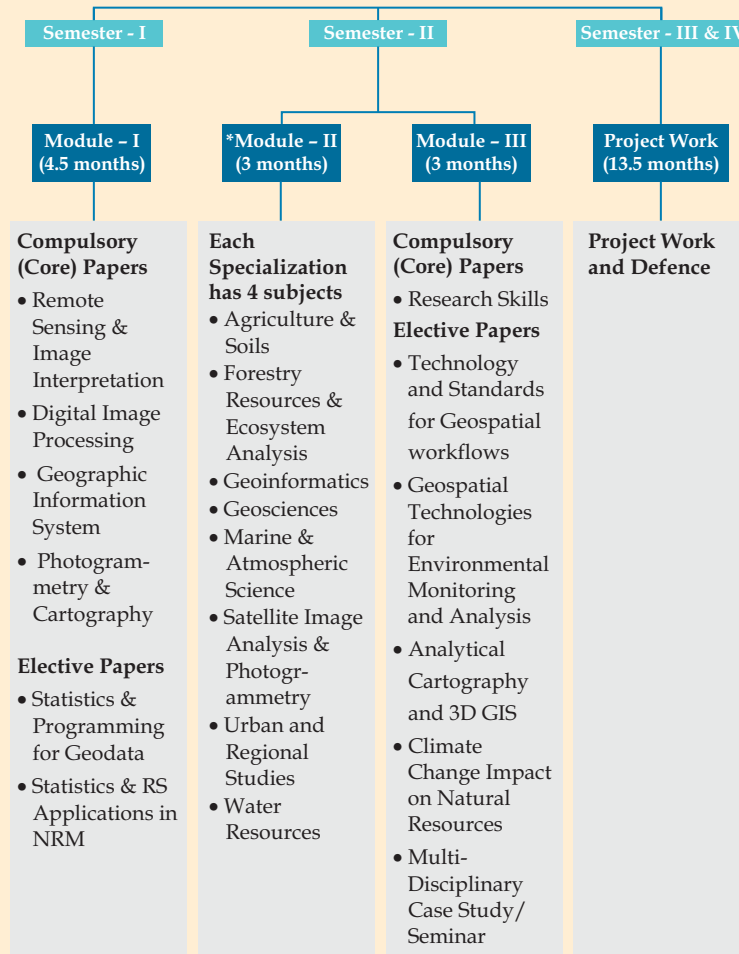 Semester - I
Semester - II
Semester - III & IV
Module – I
(4.5 months)
*Module – II
(3 months)
Module – III
(3 months)
Project Work
(13.5 months)
Compulsory
(Core) Papers
• Remote
Sensing &
Image
Interpretation
• Digital Image
Processing
• Geographic
Information
System
• Photogram-
metry &
Cartography
Elective Papers
• Statistics &
Programming
for Geodata
• Statistics & RS
Applications in
NRM
Each
Specialization
has 4 subjects
• Agriculture &
Soils
• Forestry
Resources &
Ecosystem
Analysis
• Geoinformatics
• Geosciences
• Marine &
Atmospheric
Science
• Satellite Image
Analysis &
Photogr-
ammetry
• Urban and
Regional
Studies
• Water
Resources
Compulsory
(Core) Papers
• Research Skills
Elective Papers
• Technology
and Standards
for Geospatial
workflows
• Geospatial
Technologies
for
Environmental
Monitoring
and Analysis
• Analytical
Cartography
and 3D GIS
• Climate
Change Impact
on Natural
Resources
• Multi-
Disciplinary
Case Study/
Seminar
Project Work
and Defence